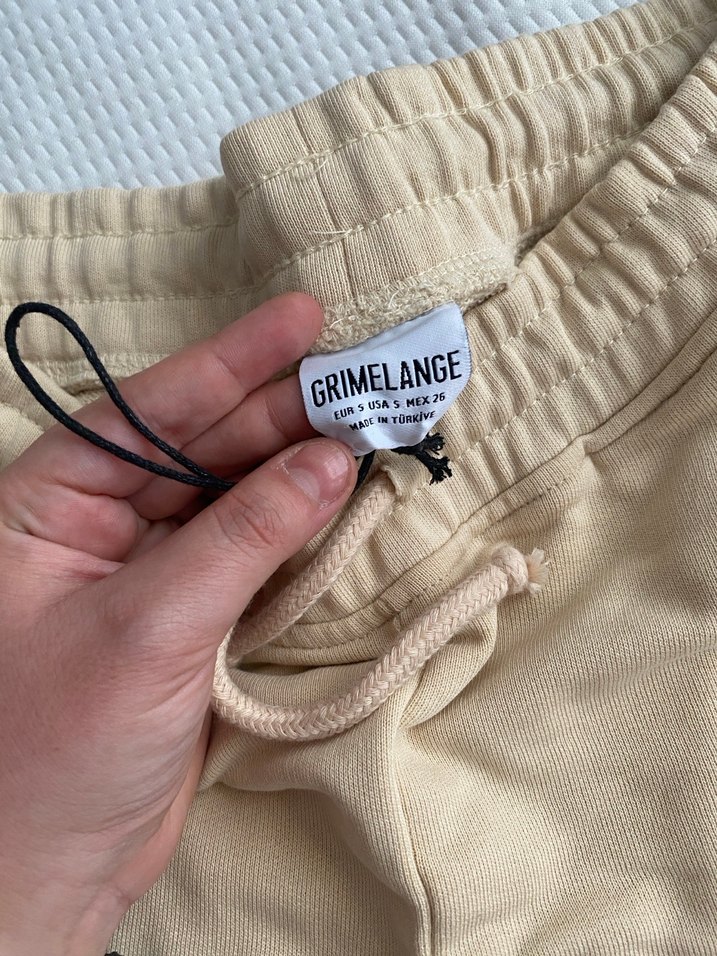 GRIMELANGE
EUR S USA S MEX 26
MADE IN TÜRKİYE